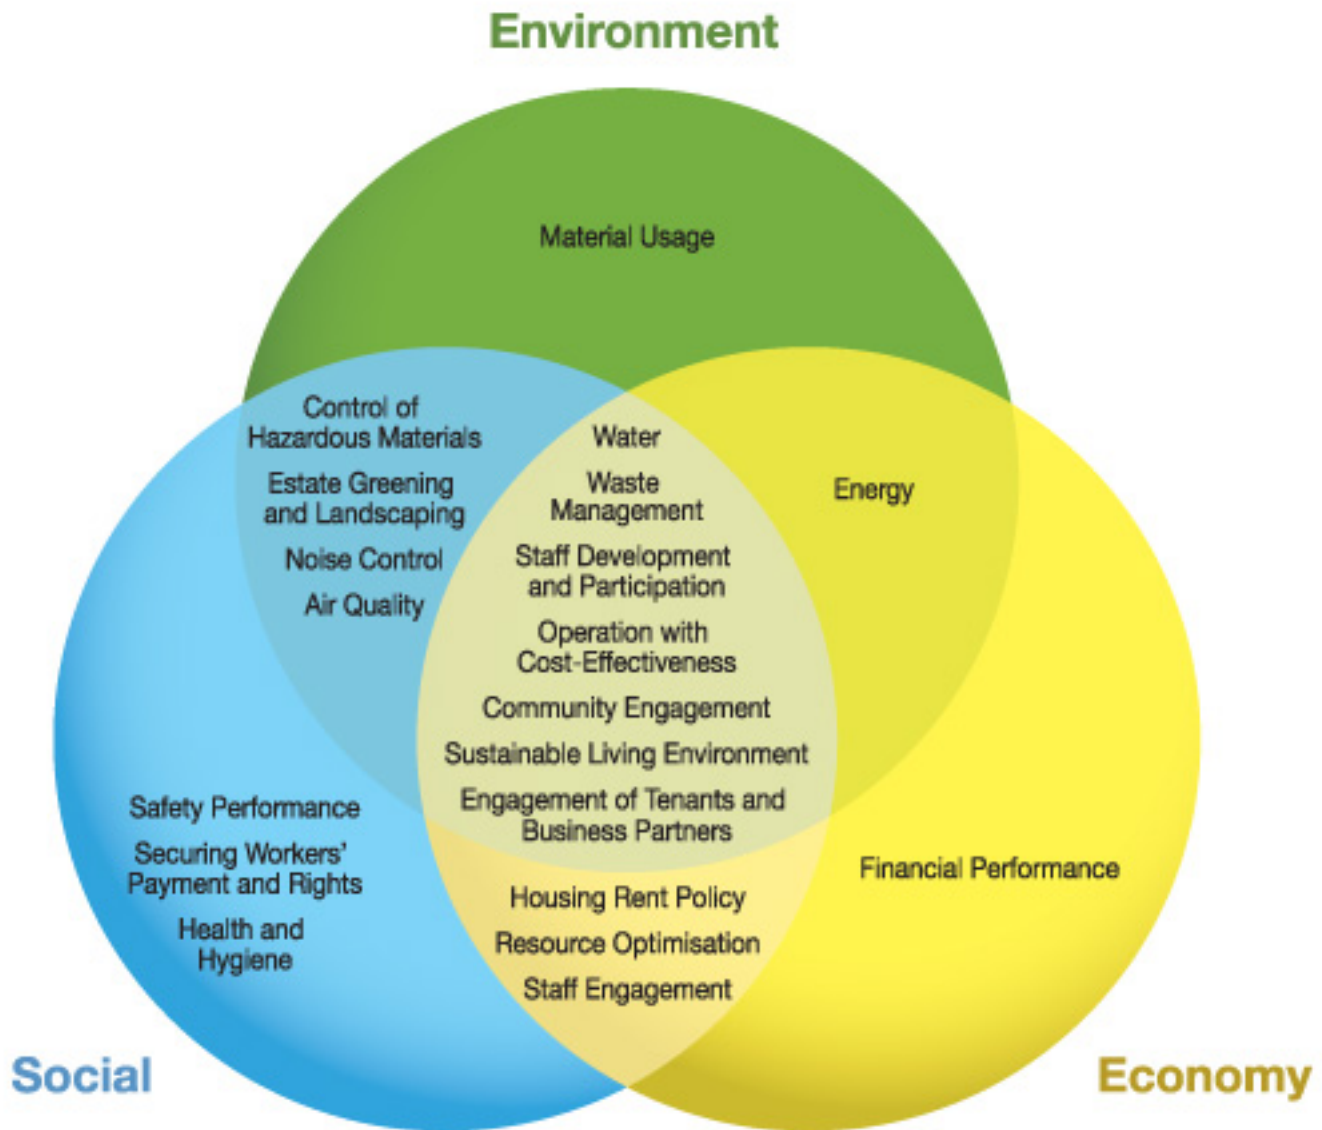 Environment
Material Usage
Control of
Hazardous Materials
Estate Greening
and Landscaping
Noise Control
Air Quality
Water
Waste
Management
Staff Development
and Participation
Operation with
Cost-Effectiveness
Community Engagement
Sustainable Living Environment
Engagement of Tenants and
Business Partners
Energy
Safety Performance
Securing Workers’
Payment and Rights
Health and
Hygiene
Housing Rent Policy
Resource Optimisation
Staff Engagement
Financial Performance
Social
Economy